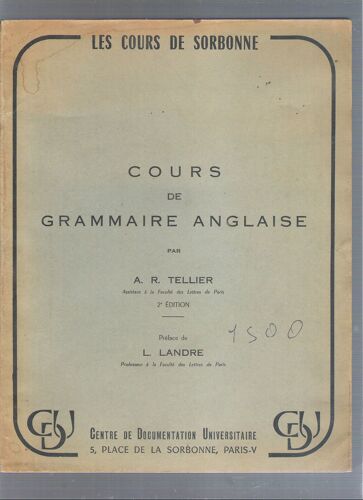 LES COURS DE SORBONNE
COURS
DE
GRAMMAIRE ANGLAISE
PAR
A. R. TELLIER
Assistant à la Faculté des Lettres de Paris
2e ÉDITION
1500
Préface de
L. LANDRE
Professeur à la Faculté des Lettres de Paris
CDU
CENTRE DE DOCUMENTATION UNIVERSITAIRE
CDU
5, PLACE DE LA SORBONNE, PARIS-V